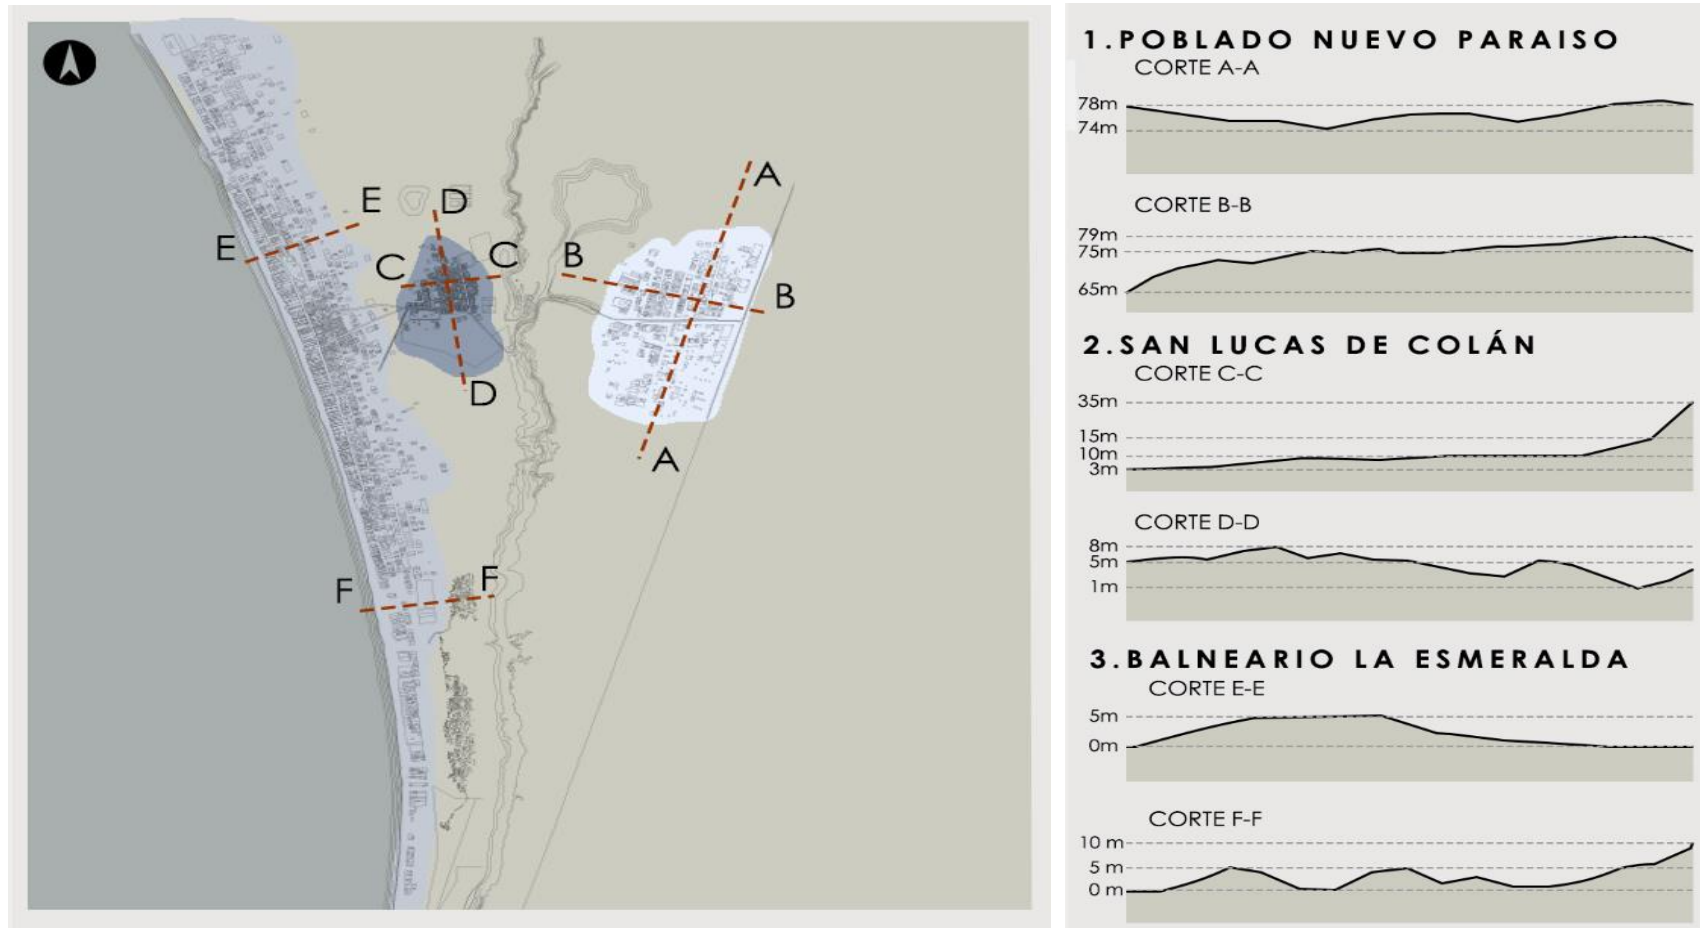 A
E
D
E
C
C
B
B
D
A
F
F
1.POBLADO NUEVO PARAISO
CORTE A-A
78m
74m
CORTE B-B
79m
75m
65m
2.SAN LUCAS DE COLÁN
CORTE C-C
35m
15m
10m
3m
CORTE D-D
8m
5m
1m
3.BALNEARIO LA ESMERALDA
CORTE E-E
5m
0m
CORTE F-F
10 m
5 m
0 m